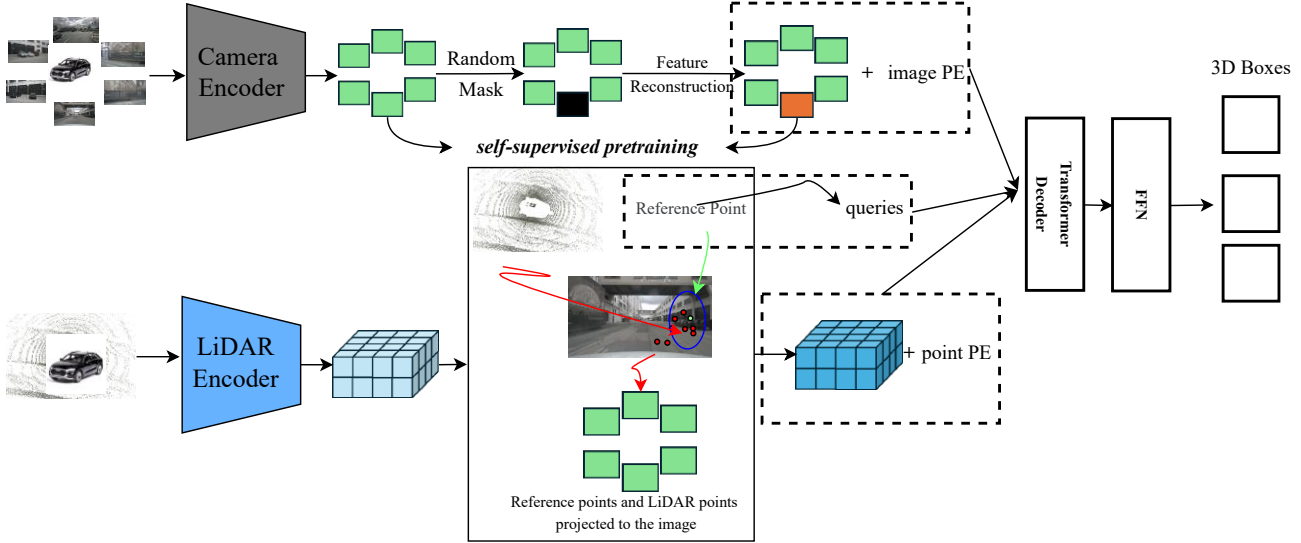 Camera
Encoder
Random
Mask
Feature
Reconstruction
+ image PE
self-supervised pretraining
3D Boxes
Reference Point
queries
Transformer
Decoder
FFN
LiDAR
Encoder
+ point PE
Reference points and LiDAR points
projected to the image